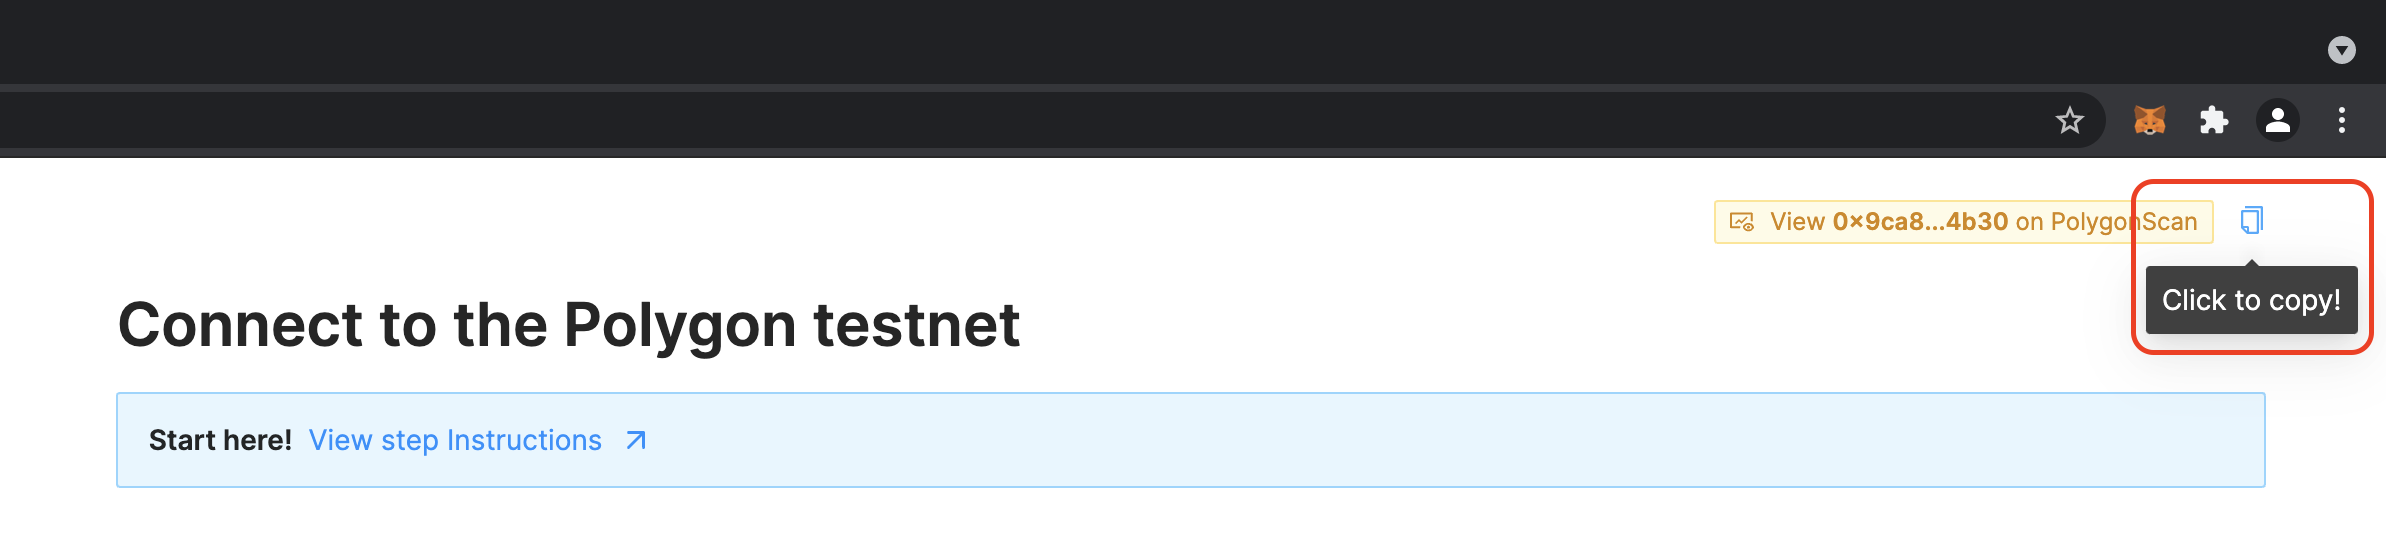 View 0×9ca8...4b30 on PolygonScan
Click to copy!
Connect to the Polygon testnet
Start here! View step Instructions